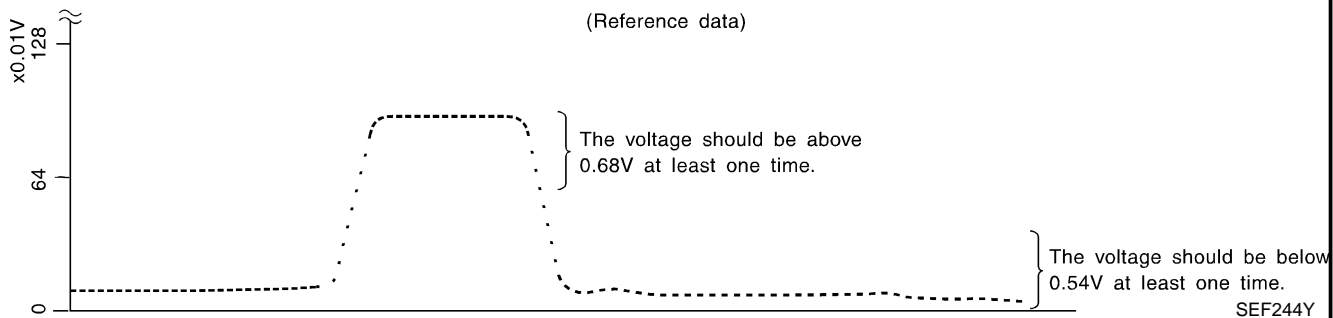 (Reference data)
x0.01V
128
64
0
The voltage should be above
0.68V at least one time.
The voltage should be below
0.54V at least one time.
SEF244Y